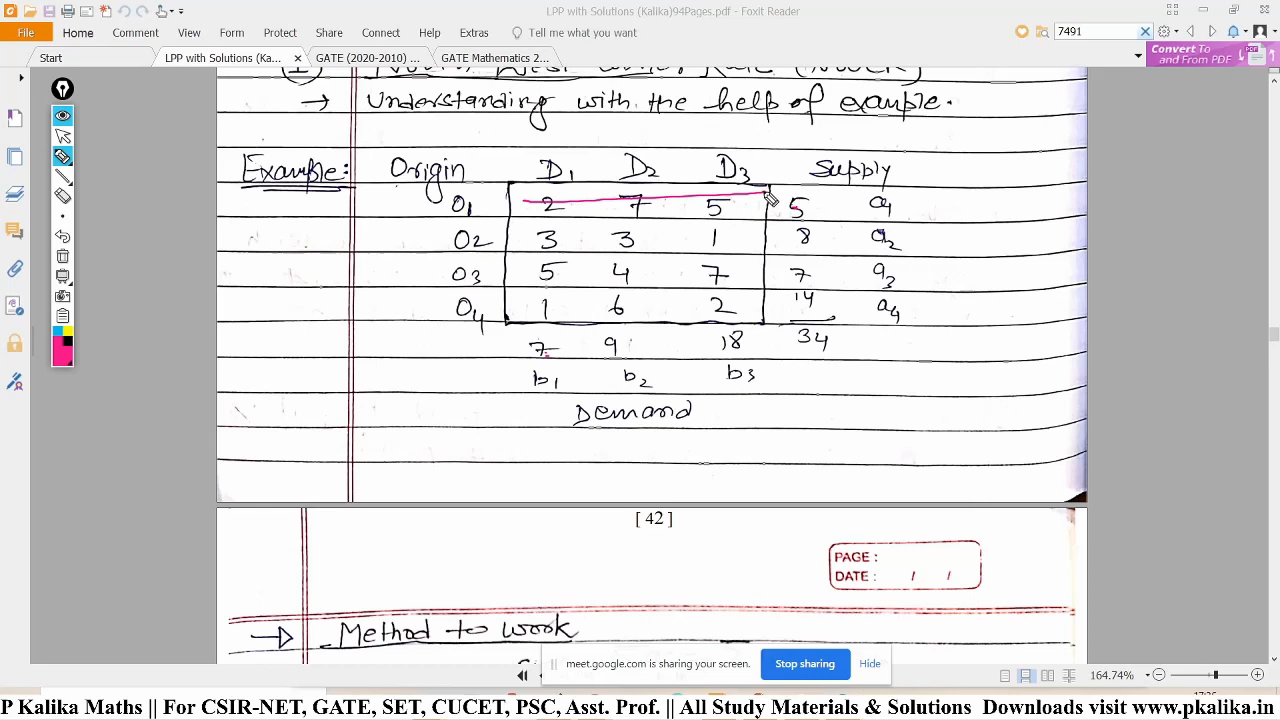 LPP with Solutions (Kalika)94Pages.pdf - Foxit Reader
File Home Comment View Form Protect Share Connect Help Extras Tell me what you want to do 7491
Start LPP with Solutions (Ka... GATE (2020-2010) ... GATE Mathematics 2... Convert To and From PDF
→ Understanding with the help of example.
Example: Origin D1 D2 D3 Supply
O1 2 7 5 5 a1
O2 3 3 1 8 a2
O3 5 4 7 7 a3
O4 1 6 2 14 a4
7 9 18 34
b1 b2 b3
Demand
[ 42 ]
PAGE :
DATE : / /
→ Method to work
meet.google.com is sharing your screen. Stop sharing Hide
164.74%
P Kalika Maths || For CSIR-NET, GATE, SET, CUCET, PSC, Asst. Prof. || All Study Materials & Solutions Downloads visit www.pkalika.in